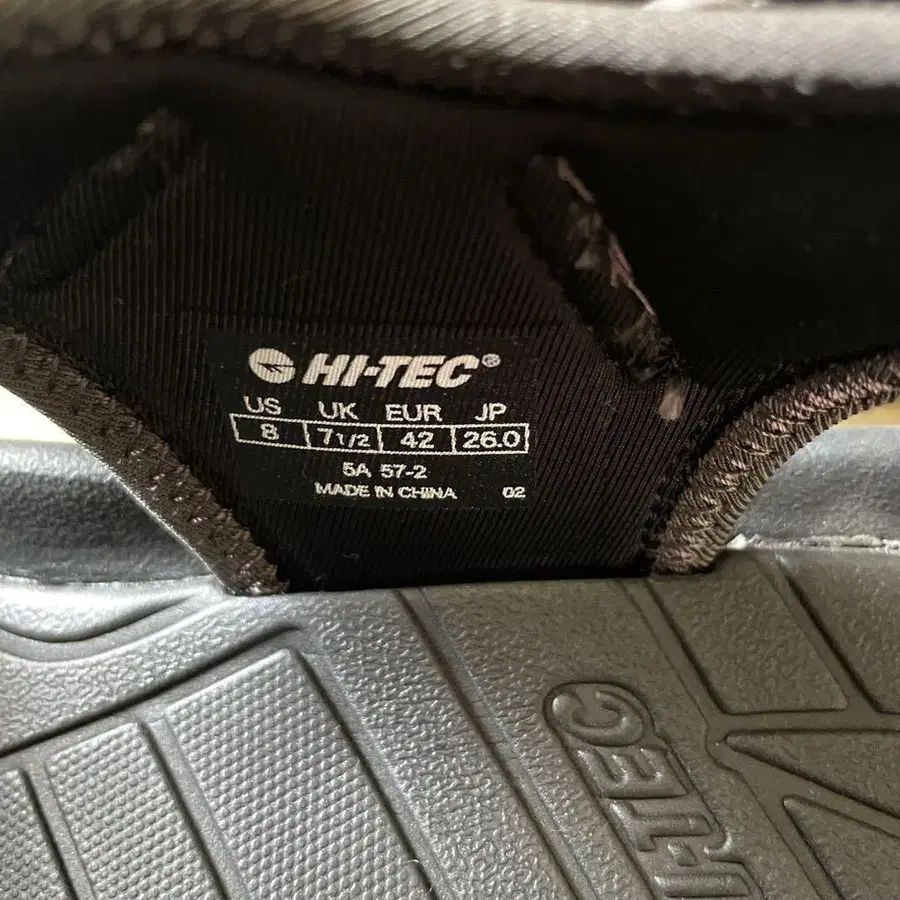 HI-TEC®
US UK EUR JP
8 7 1/2 42 26.0
5A 57-2
MADE IN CHINA 02
HI-TEC